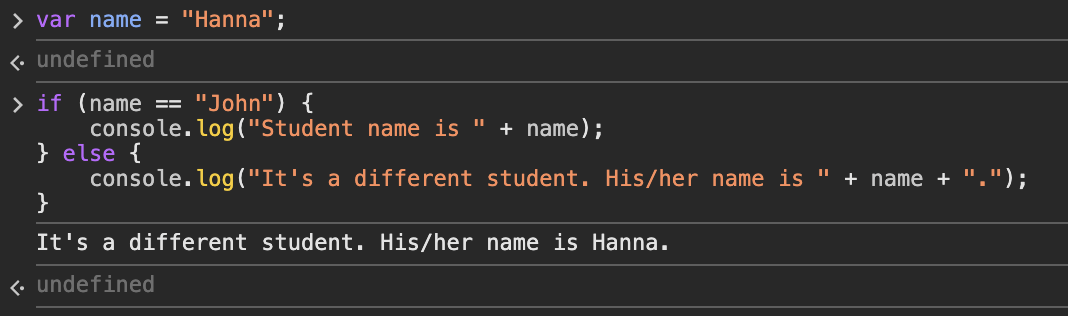 > var name = "Hanna";
undefined
> if (name == "John") {
    console.log("Student name is " + name);
} else {
    console.log("It's a different student. His/her name is " + name + ".");
}
It's a different student. His/her name is Hanna.
undefined